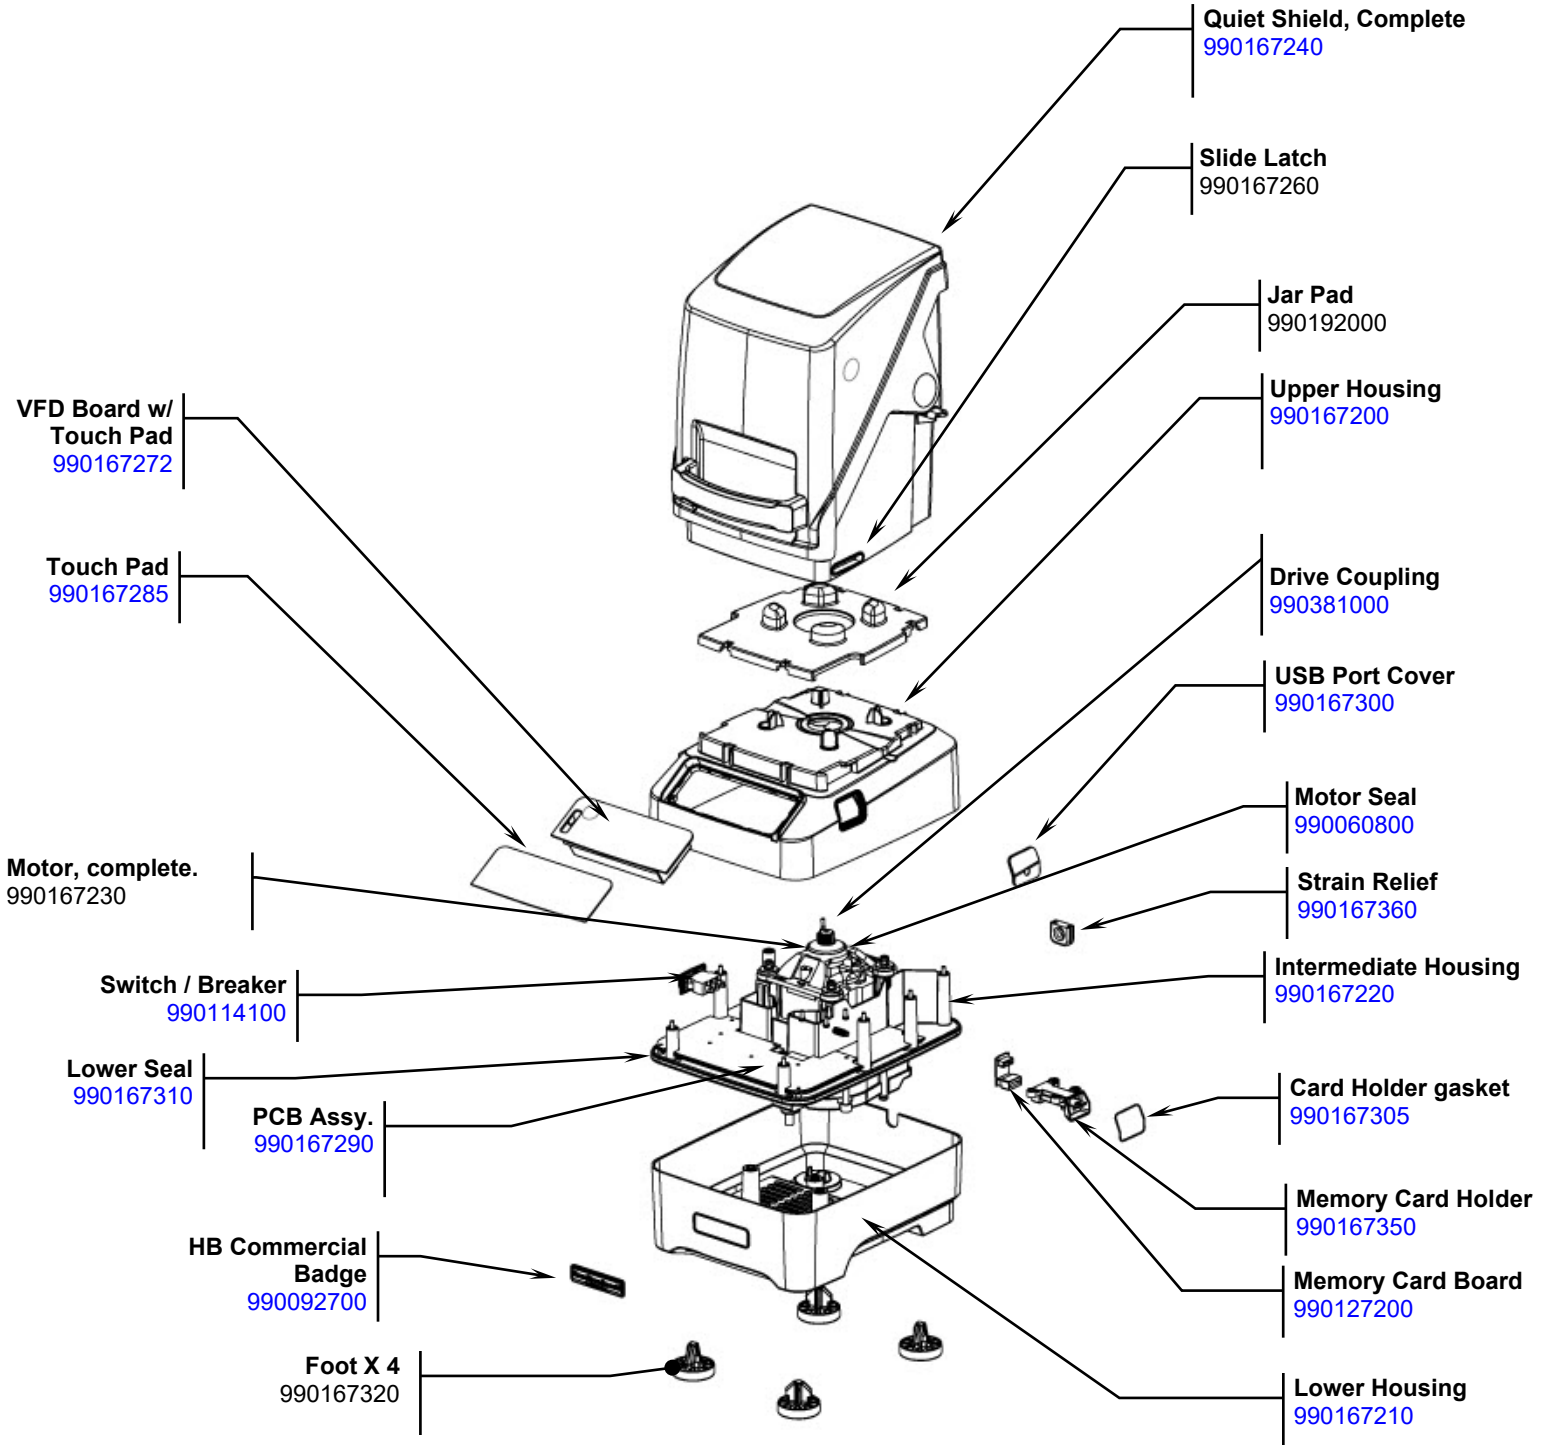 Quiet Shield, Complete
990167240
Slide Latch
990167260
Jar Pad
990192000
Upper Housing
990167200
VFD Board w/
Touch Pad
990167272
Touch Pad
990167285
Drive Coupling
990381000
USB Port Cover
990167300
Motor Seal
990060800
Motor, complete.
990167230
Strain Relief
990167360
Switch / Breaker
990114100
Intermediate Housing
990167220
Lower Seal
990167310
PCB Assy.
990167290
Card Holder gasket
990167305
Memory Card Holder
990167350
HB Commercial
Badge
990092700
Memory Card Board
990127200
Foot X 4
990167320
Lower Housing
990167210